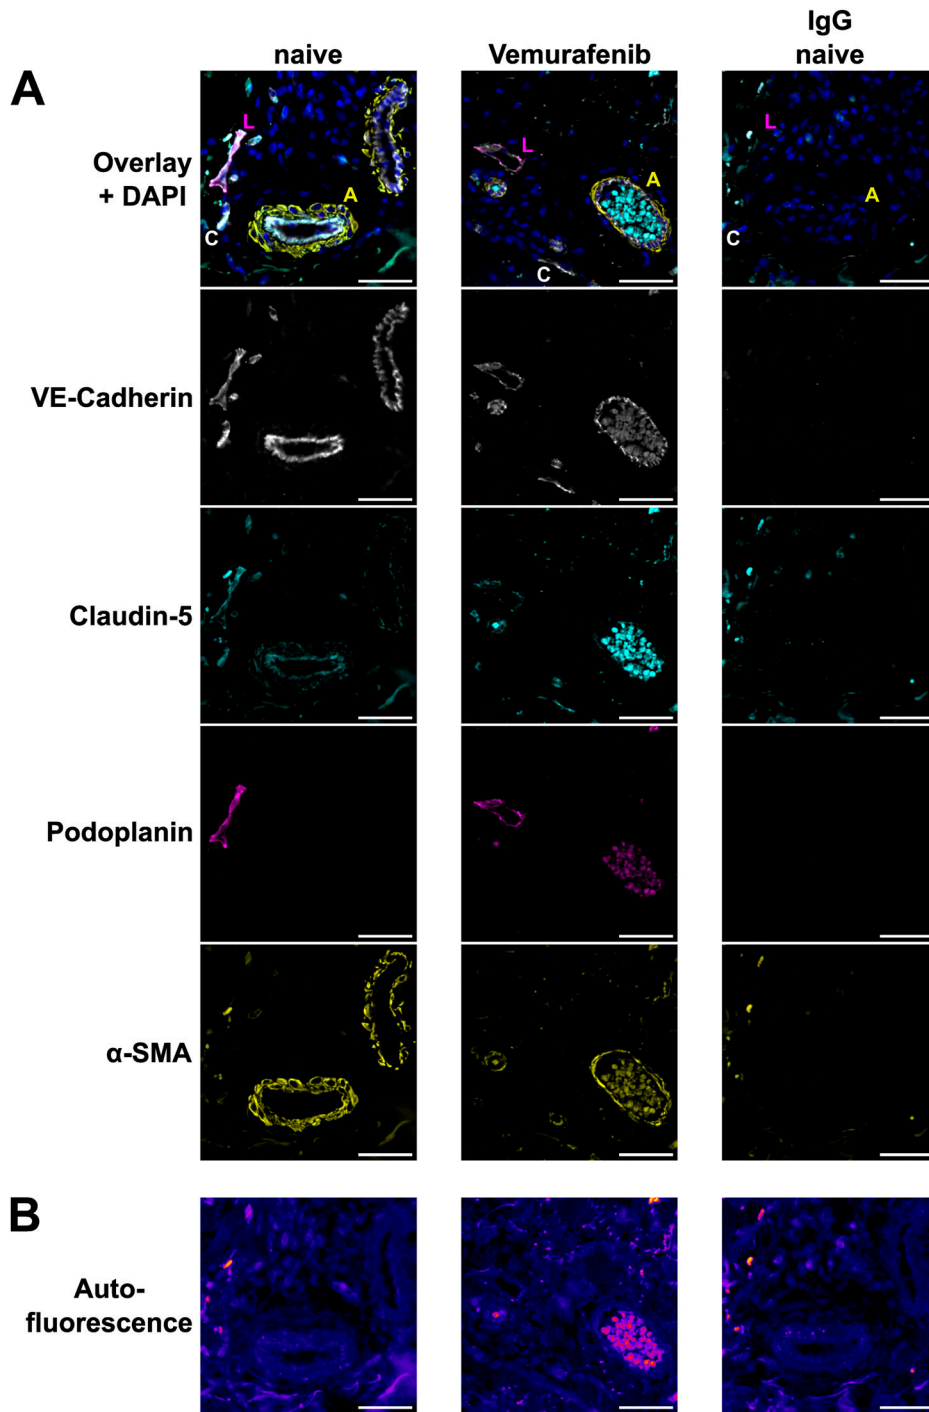 IgG
naive Vemurafenib naive
A
L L L
Overlay
+ DAPI
A A A
C C C
VE-Cadherin
Claudin-5
Podoplanin
α-SMA
B
Auto-
fluorescence